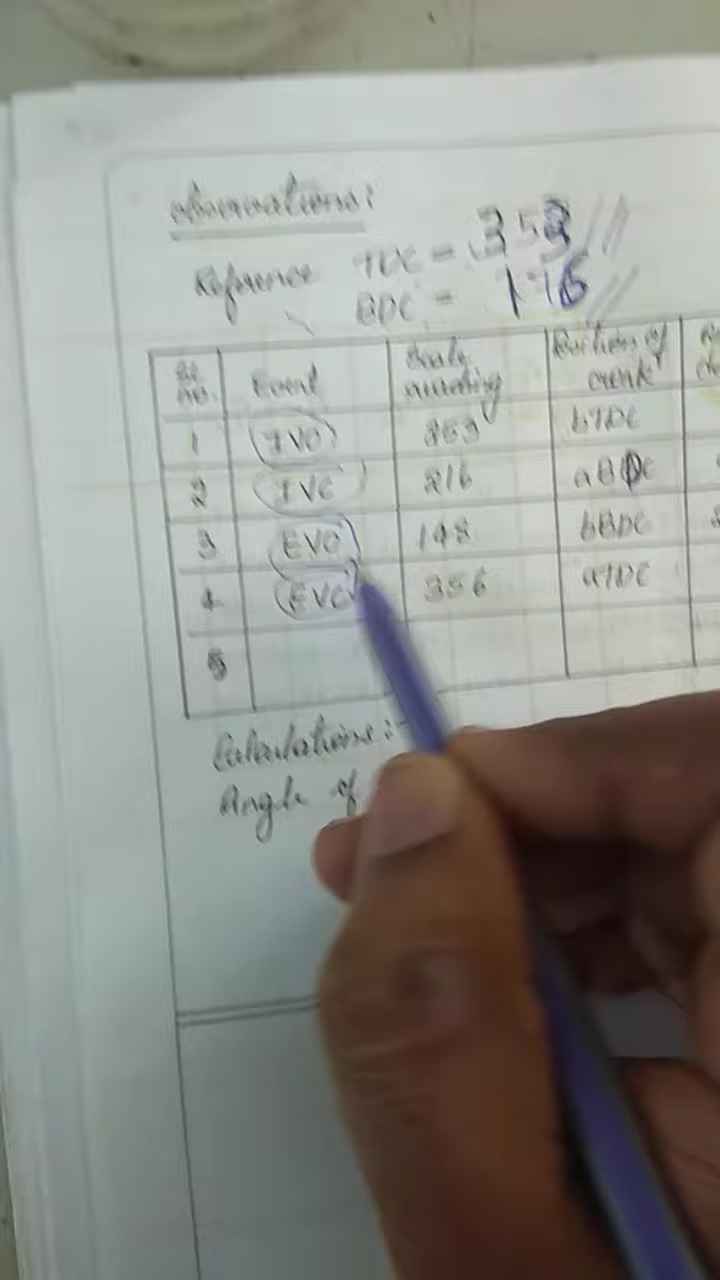 Observations:
Reference TDC = 353
BDC = 176
Sl. no. Event Scale reading Position of crank
1 IVO 353 bTDC
2 IVC 216 aBDC
3 EVO 148 bBDC
4 EVC 356 aTDC
5
Calculations:
Angle of